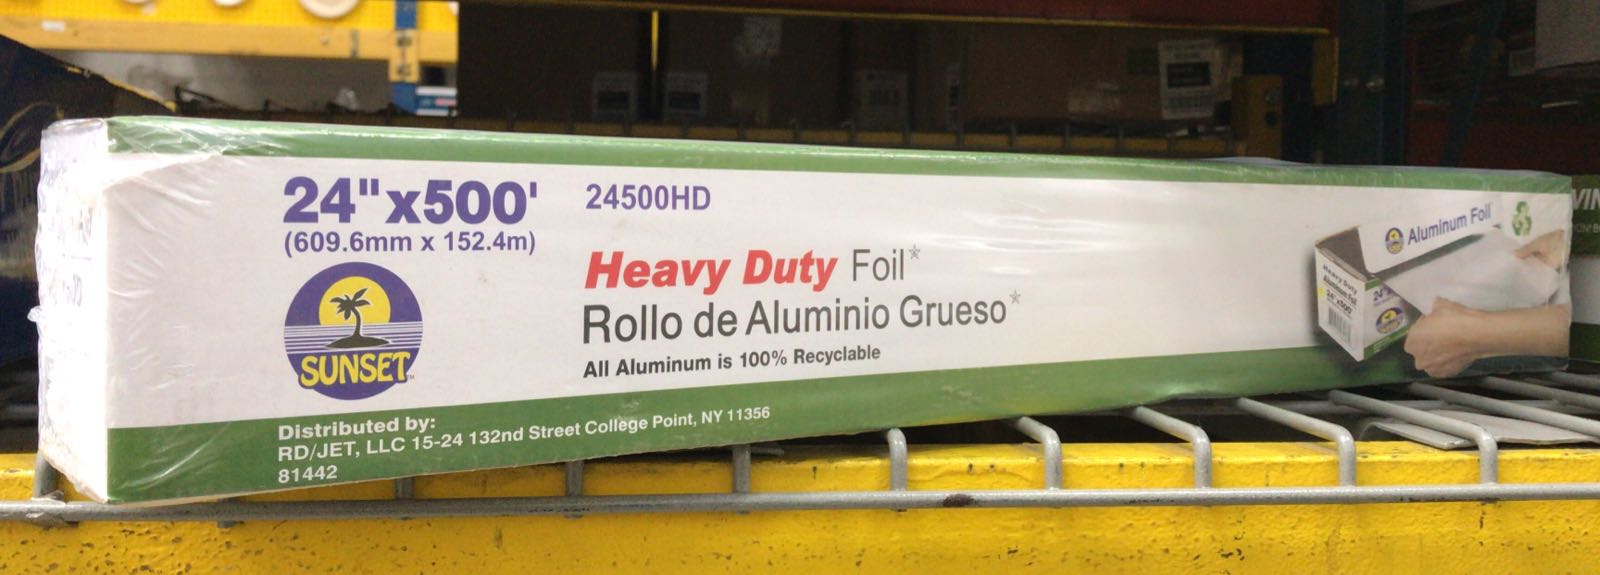 24"x500'
(609.6mm x 152.4m)
24500HD
Heavy Duty Foil*
Rollo de Aluminio Grueso*
All Aluminum is 100% Recyclable
SUNSET
Distributed by:
RD/JET, LLC 15-24 132nd Street College Point, NY 11356
81442
Aluminum Foil
Heavy Duty
Aluminum Foil
24"x500'